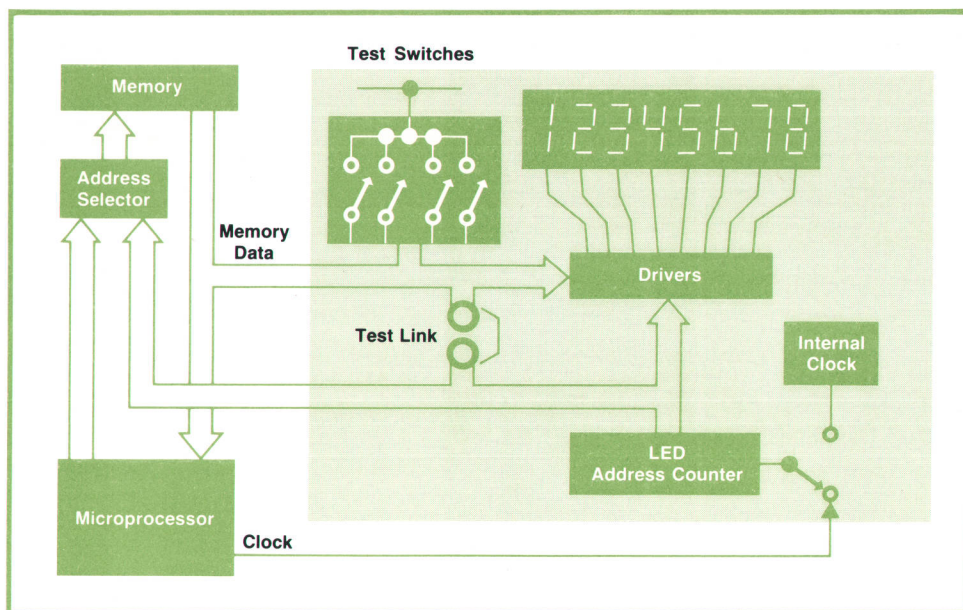 Test Switches
Memory
12345678
Address
Selector
Memory
Data
Drivers
Test Link
Internal
Clock
LED
Address Counter
Microprocessor
Clock